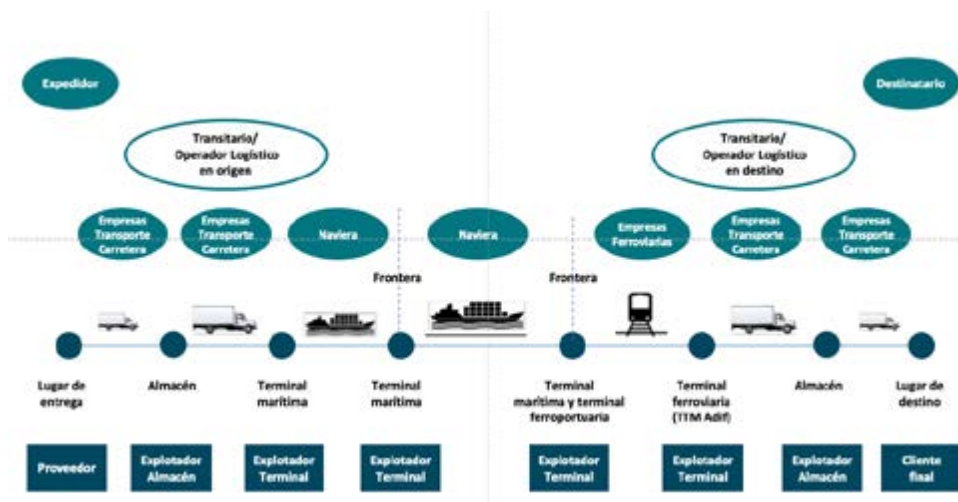 Expedidor
Destinatario
Transitario/
Operador Logístico
en origen
Transitario/
Operador Logístico
en destino
Empresas
Transporte
Carretera
Empresas
Transporte
Carretera
Naviera
Naviera
Empresas
Ferroviarias
Empresas
Transporte
Carretera
Empresas
Transporte
Carretera
Frontera
Frontera
Lugar de
entrega
Almacén
Terminal
marítima
Terminal
marítima
Terminal
marítima y terminal
ferroportuaria
Terminal
ferroviaria
(TTM Adif)
Almacén
Lugar de
destino
Proveedor
Explotador
Almacén
Explotador
Terminal
Explotador
Terminal
Explotador
Terminal
Explotador
Terminal
Explotador
Almacén
Cliente
final